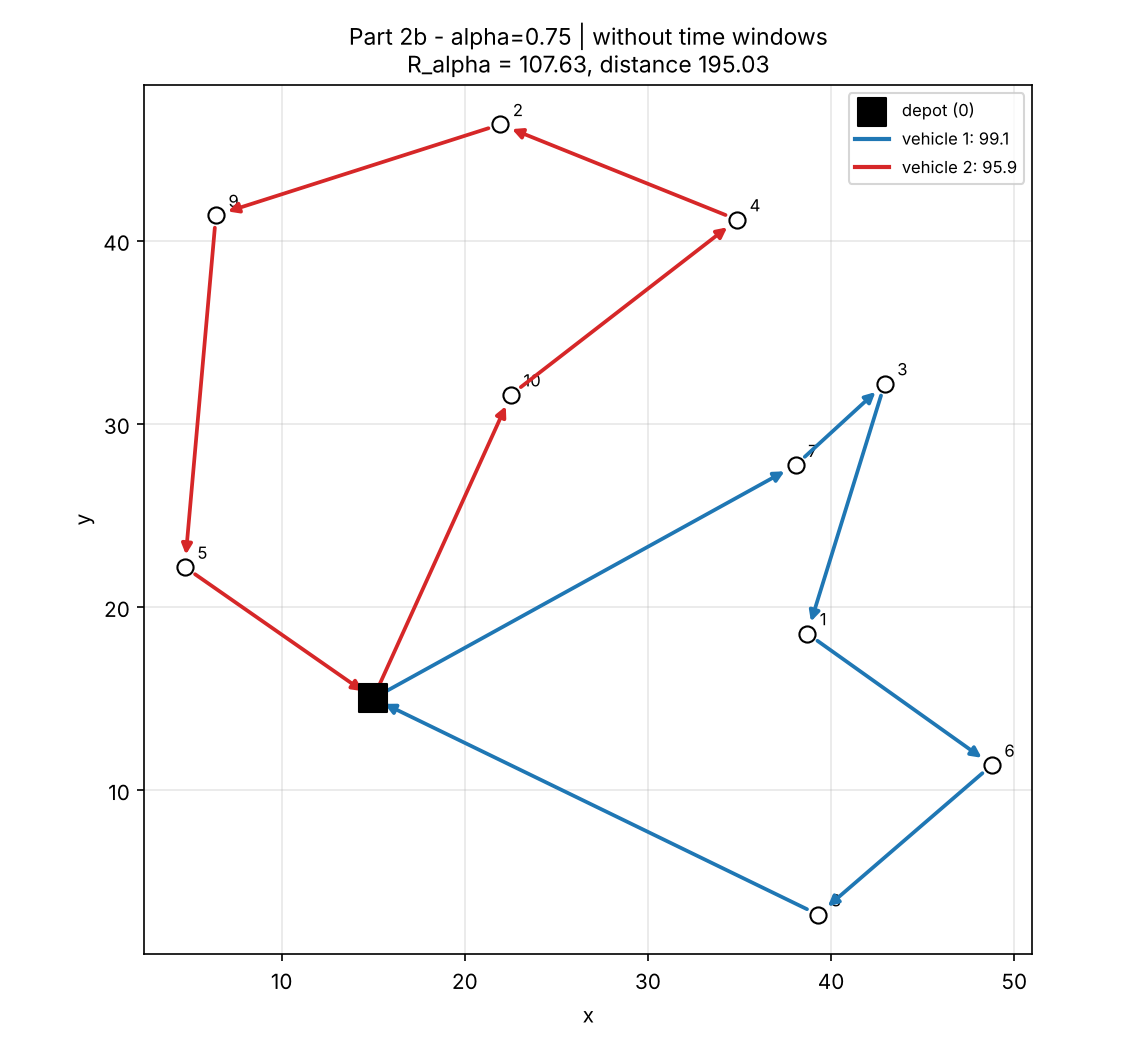 Part 2b - alpha=0.75 | without time windows
R_alpha = 107.63, distance 195.03
depot (0)
vehicle 1: 99.1
vehicle 2: 95.9
2
9
4
10
3
7
5
1
6
40
30
20
10
y
10
20
30
40
50
x